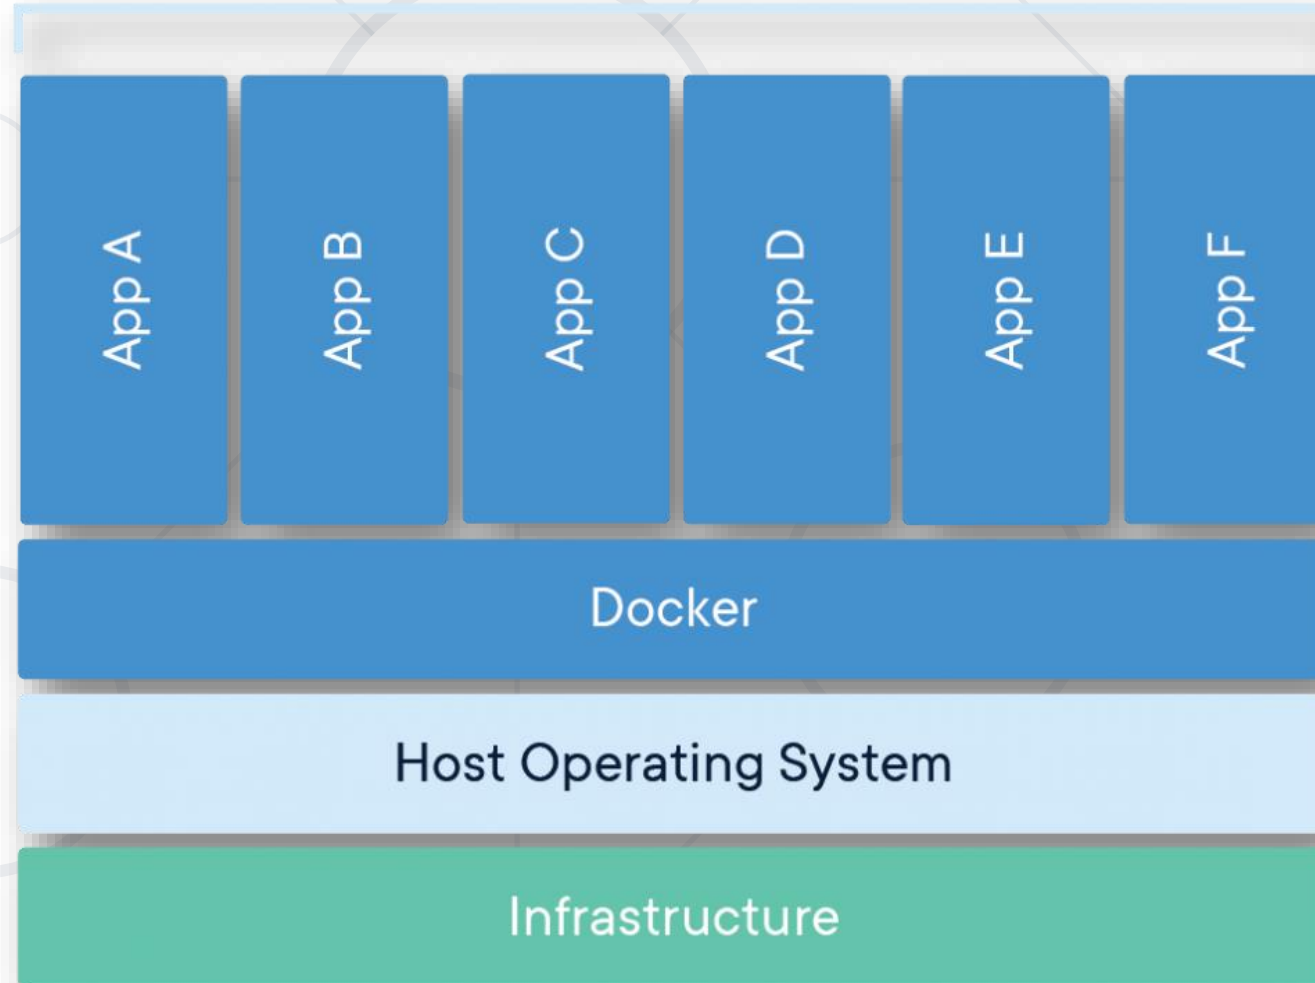 App A
App B
App C
App D
App E
App F
Docker
Host Operating System
Infrastructure